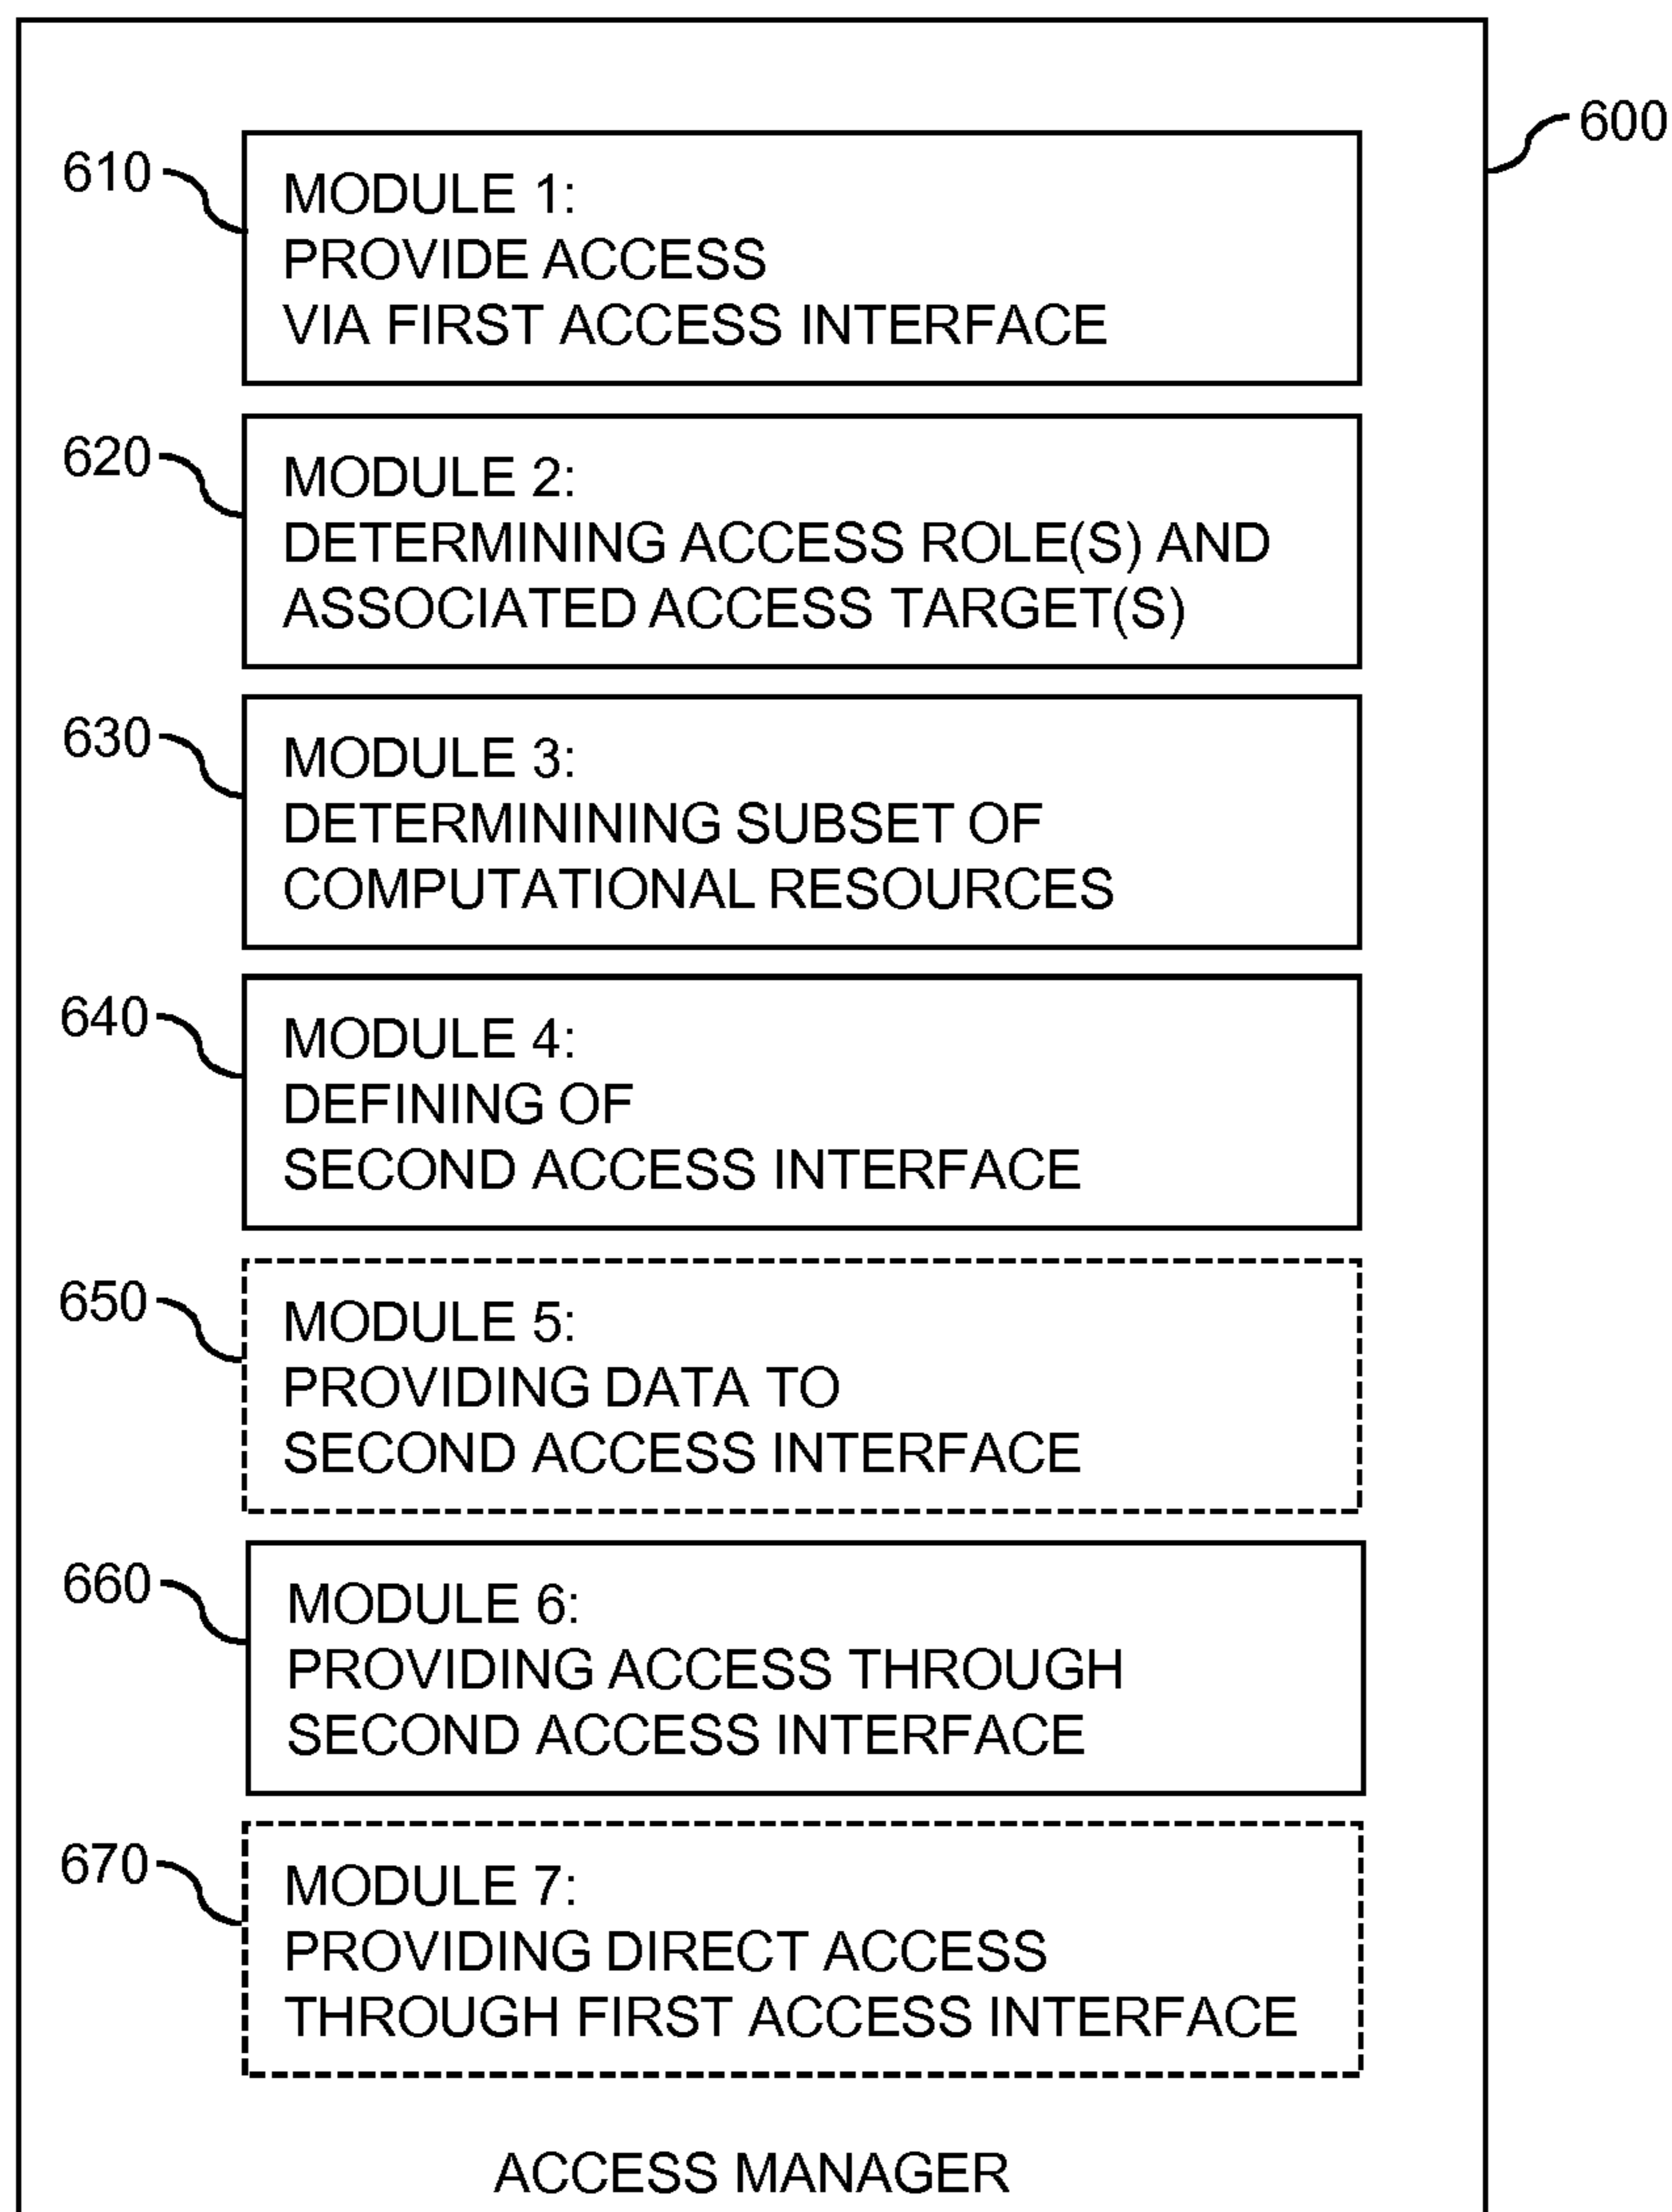 600
610
MODULE 1:
PROVIDE ACCESS
VIA FIRST ACCESS INTERFACE
620
MODULE 2:
DETERMINING ACCESS ROLE(S) AND
ASSOCIATED ACCESS TARGET(S)
630
MODULE 3:
DETERMINING SUBSET OF
COMPUTATIONAL RESOURCES
640
MODULE 4:
DEFINING OF
SECOND ACCESS INTERFACE
650
MODULE 5:
PROVIDING DATA TO
SECOND ACCESS INTERFACE
660
MODULE 6:
PROVIDING ACCESS THROUGH
SECOND ACCESS INTERFACE
670
MODULE 7:
PROVIDING DIRECT ACCESS
THROUGH FIRST ACCESS INTERFACE
ACCESS MANAGER